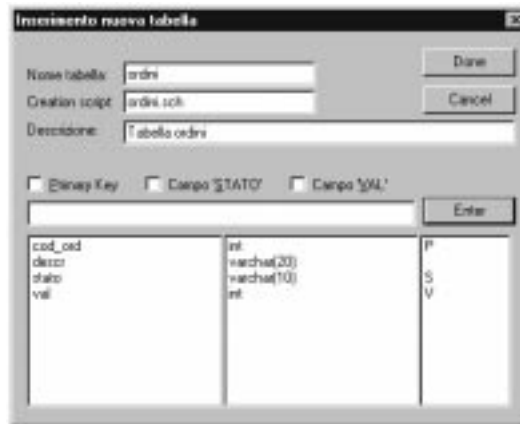 Inserimento nuova tabella
Nome tabella: ordini
Done
Creation script: ordini.sch
Cancel
Descrizione: Tabella ordini
Primary Key Campo 'STATO' Campo 'VAL'
Enter
cod_ord int P
descr varchar(20)
stato varchar(10) S
val int V